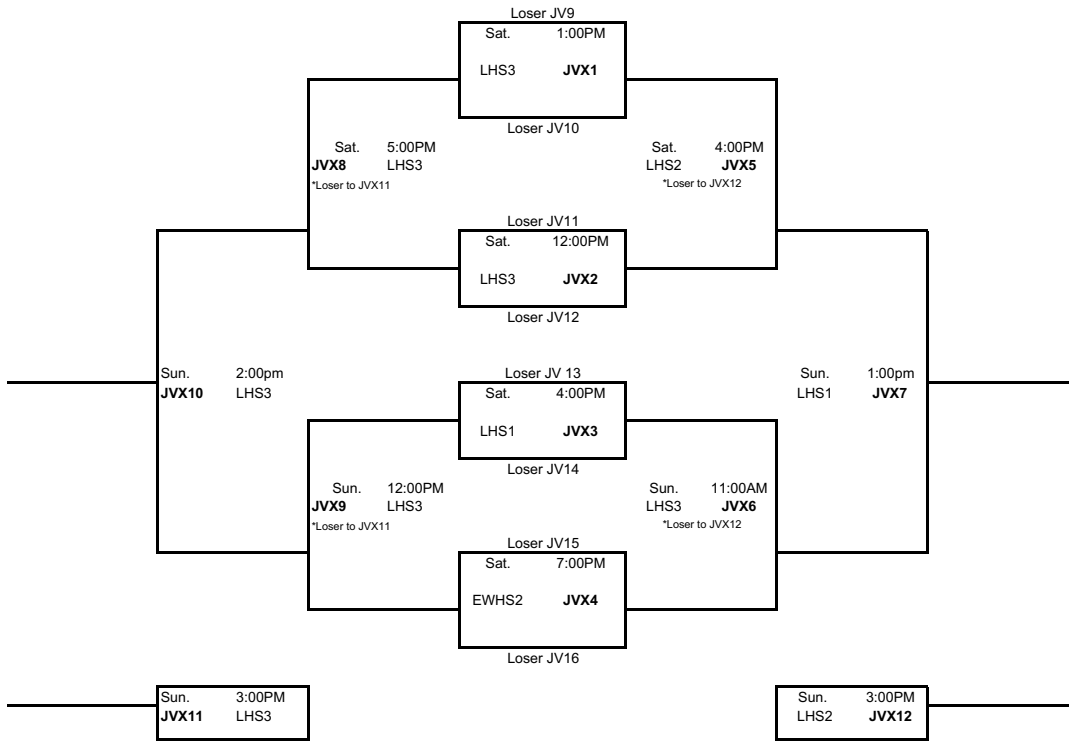 Loser JV9
Sat. 1:00PM
LHS3 JVX1
Loser JV10
Sat. 5:00PM
JVX8 LHS3
*Loser to JVX11
Sat. 4:00PM
LHS2 JVX5
*Loser to JVX12
Loser JV11
Sat. 12:00PM
LHS3 JVX2
Loser JV12
Sun. 2:00pm
JVX10 LHS3
Loser JV 13
Sat. 4:00PM
LHS1 JVX3
Loser JV14
Sun. 1:00pm
LHS1 JVX7
Sun. 12:00PM
JVX9 LHS3
*Loser to JVX11
Sun. 11:00AM
LHS3 JVX6
*Loser to JVX12
Loser JV15
Sat. 7:00PM
EWHS2 JVX4
Loser JV16
Sun. 3:00PM
JVX11 LHS3
Sun. 3:00PM
LHS2 JVX12